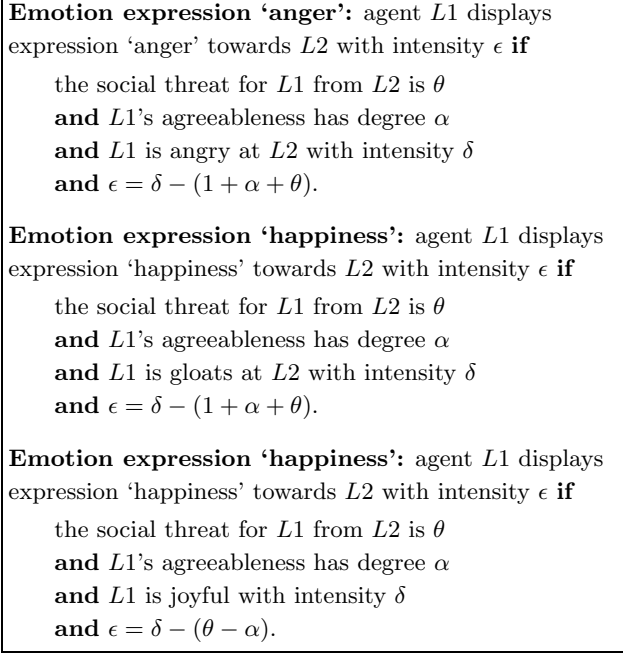 Emotion expression ‘anger’: agent L1 displays
expression ‘anger’ towards L2 with intensity ϵ if
the social threat for L1 from L2 is θ
and L1’s agreeableness has degree α
and L1 is angry at L2 with intensity δ
and ϵ = δ − (1 + α + θ).
Emotion expression ‘happiness’: agent L1 displays
expression ‘happiness’ towards L2 with intensity ϵ if
the social threat for L1 from L2 is θ
and L1’s agreeableness has degree α
and L1 is gloats at L2 with intensity δ
and ϵ = δ − (1 + α + θ).
Emotion expression ‘happiness’: agent L1 displays
expression ‘happiness’ towards L2 with intensity ϵ if
the social threat for L1 from L2 is θ
and L1’s agreeableness has degree α
and L1 is joyful with intensity δ
and ϵ = δ − (θ − α).